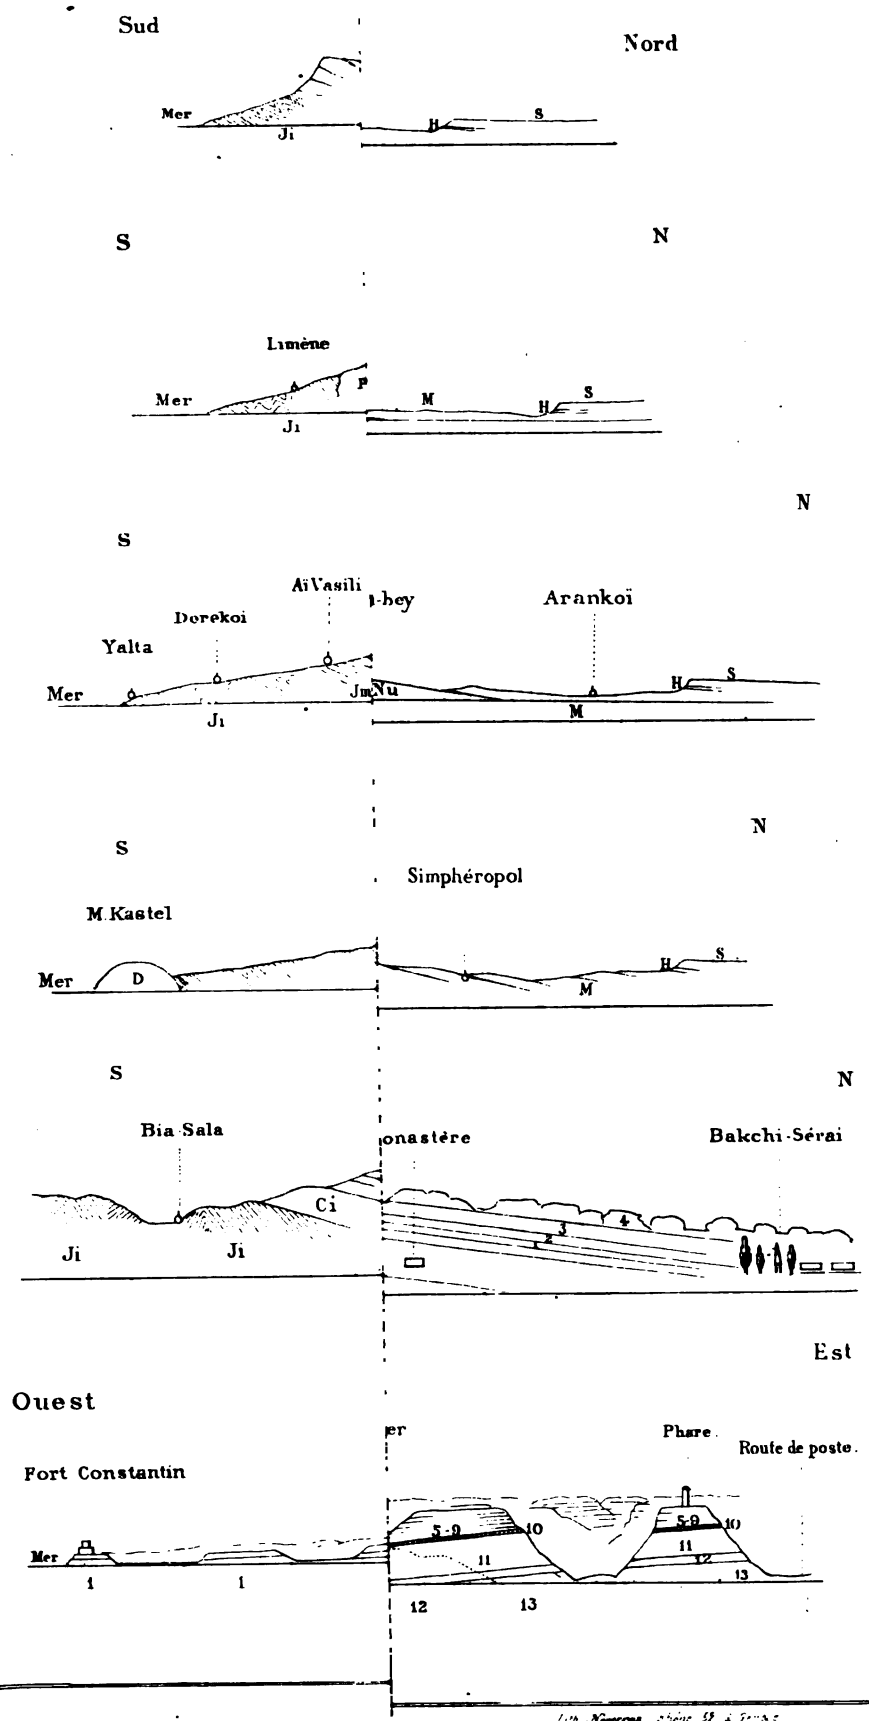 Sud
Nord
Mer
Ji
H
S
S
N
Limène
Mer
Ji
P
M
H
S
S
N
Yalta
Derekoi
Aï Vasili
l-bey
Arankoï
Mer
Ji
Jm
Nu
M
H
S
S
N
M. Kastel
Simphéropol
Mer
D
M
H
S
S
N
Bia-Sala
onastère
Bakchi-Sérai
Ji
Ji
Ci
1
2
3
4
Ouest
Est
Fort Constantin
er
Phare.
Route de poste.
Mer
1
1
5-9
10
11
12
13
5-9
10
11
12
13